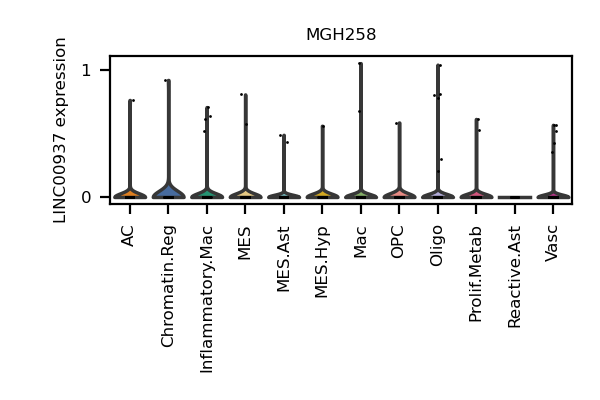 MGH258
LINC00937 expression
1
0
AC
Chromatin.Reg
Inflammatory.Mac
MES
MES.Ast
MES.Hyp
Mac
OPC
Oligo
Prolif.Metab
Reactive.Ast
Vasc